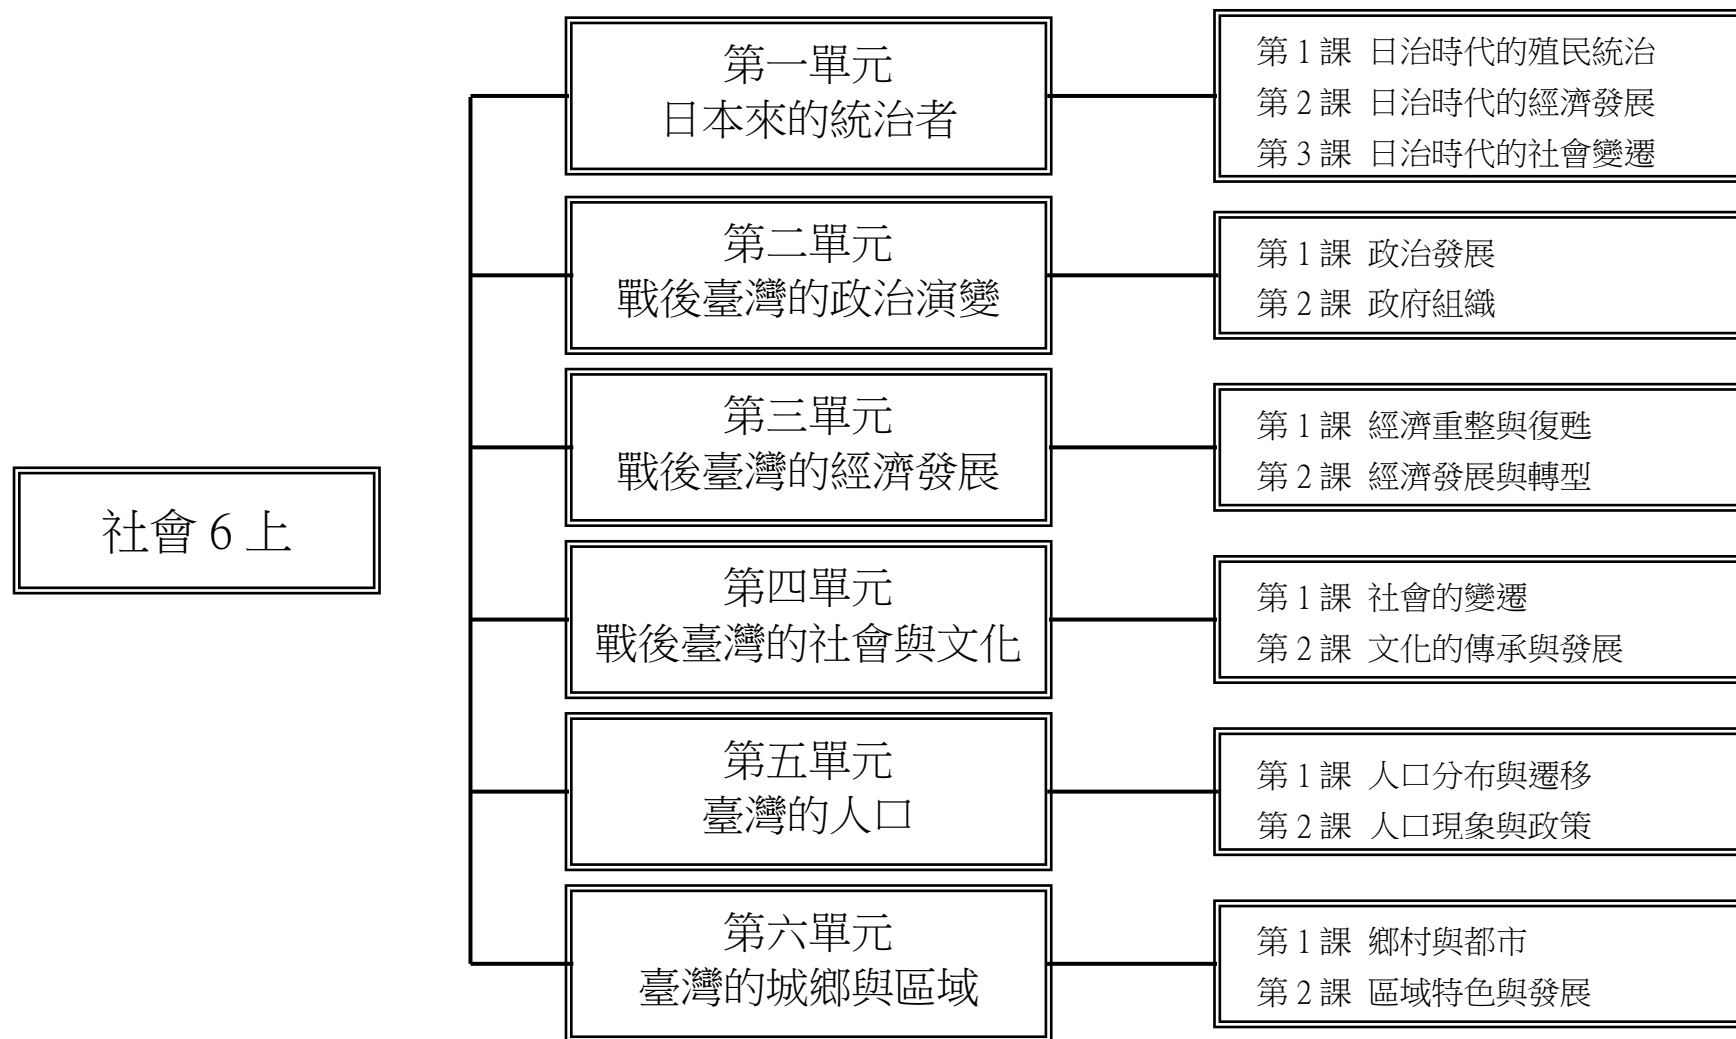 社會 6 上
第一單元
日本來的統治者
第 1 課 日治時代的殖民統治
第 2 課 日治時代的經濟發展
第 3 課 日治時代的社會變遷
第二單元
戰後臺灣的政治演變
第 1 課 政治發展
第 2 課 政府組織
第三單元
戰後臺灣的經濟發展
第 1 課 經濟重整與復甦
第 2 課 經濟發展與轉型
第四單元
戰後臺灣的社會與文化
第 1 課 社會的變遷
第 2 課 文化的傳承與發展
第五單元
臺灣的人口
第 1 課 人口分布與遷移
第 2 課 人口現象與政策
第六單元
臺灣的城鄉與區域
第 1 課 鄉村與都市
第 2 課 區域特色與發展